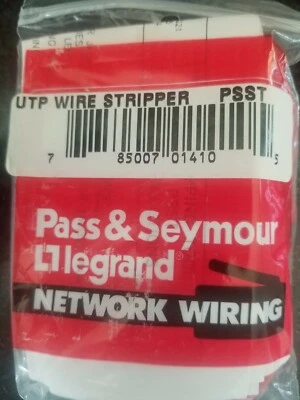 UTP WIRE STRIPPER PSST
7 85007 01410 5
Pass & Seymour
legrand
NETWORK WIRING